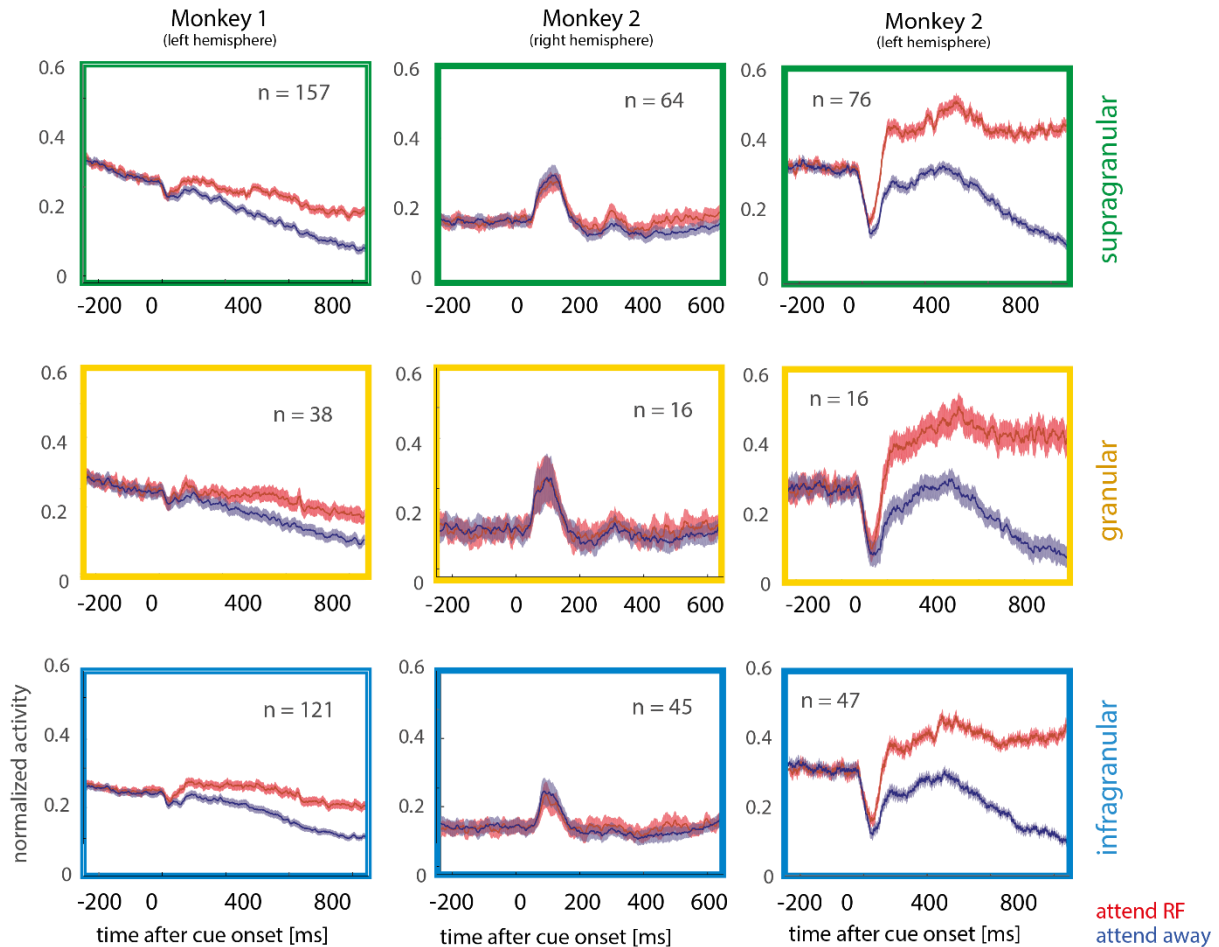 Monkey 1
(left hemisphere)
Monkey 2
(right hemisphere)
Monkey 2
(left hemisphere)
0.6
0.4
0.2
0
n = 157
-200 0 400 800
0.6
0.4
0.2
0
n = 64
-200 0 200 400 600
0.6
0.4
0.2
0
n = 76
-200 0 400 800
supragranular
0.6
0.4
0.2
0
n = 38
-200 0 400 800
0.6
0.4
0.2
0
n = 16
-200 0 200 400 600
0.6
0.4
0.2
0
n = 16
-200 0 400 800
granular
normalized activity
0.6
0.4
0.2
0
n = 121
-200 0 400 800
time after cue onset [ms]
0.6
0.4
0.2
0
n = 45
-200 0 200 400 600
time after cue onset [ms]
0.6
0.4
0.2
0
n = 47
-200 0 400 800
time after cue onset [ms]
infragranular
attend RF
attend away